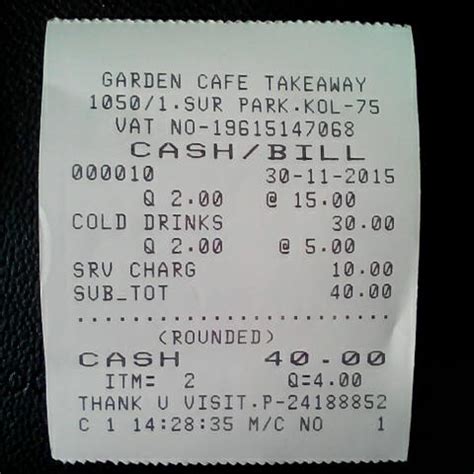 GARDEN CAFE TAKEAWAY
1050/1.SUR PARK.KOL-75
VAT NO-19615147068
CASH/BILL
000010 30-11-2015
Q 2.00 @ 15.00
COLD DRINKS 30.00
Q 2.00 @ 5.00
SRV CHARG 10.00
SUB_TOT 40.00
..............................
(ROUNDED)
CASH 40.00
ITM= 2 Q=4.00
THANK U VISIT.P-24188852
C 1 14:28:35 M/C NO 1